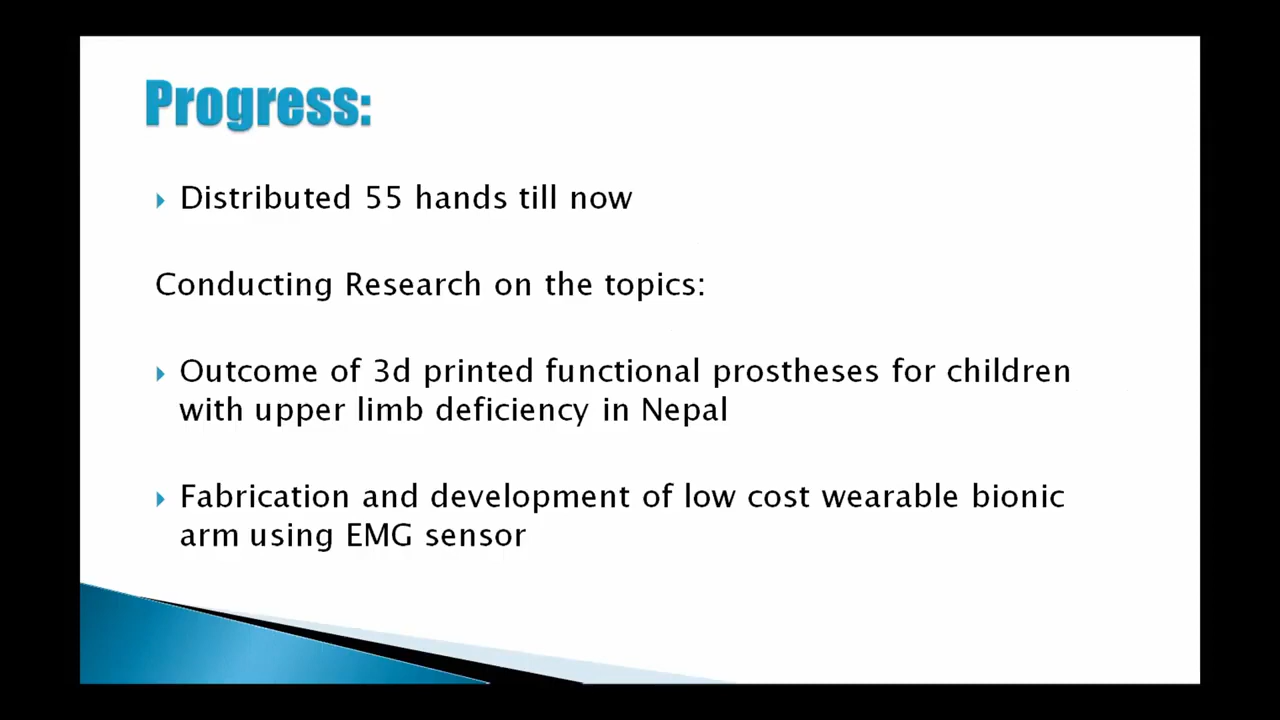 Progress:
Distributed 55 hands till now
Conducting Research on the topics:
Outcome of 3d printed functional prostheses for children
with upper limb deficiency in Nepal
Fabrication and development of low cost wearable bionic
arm using EMG sensor